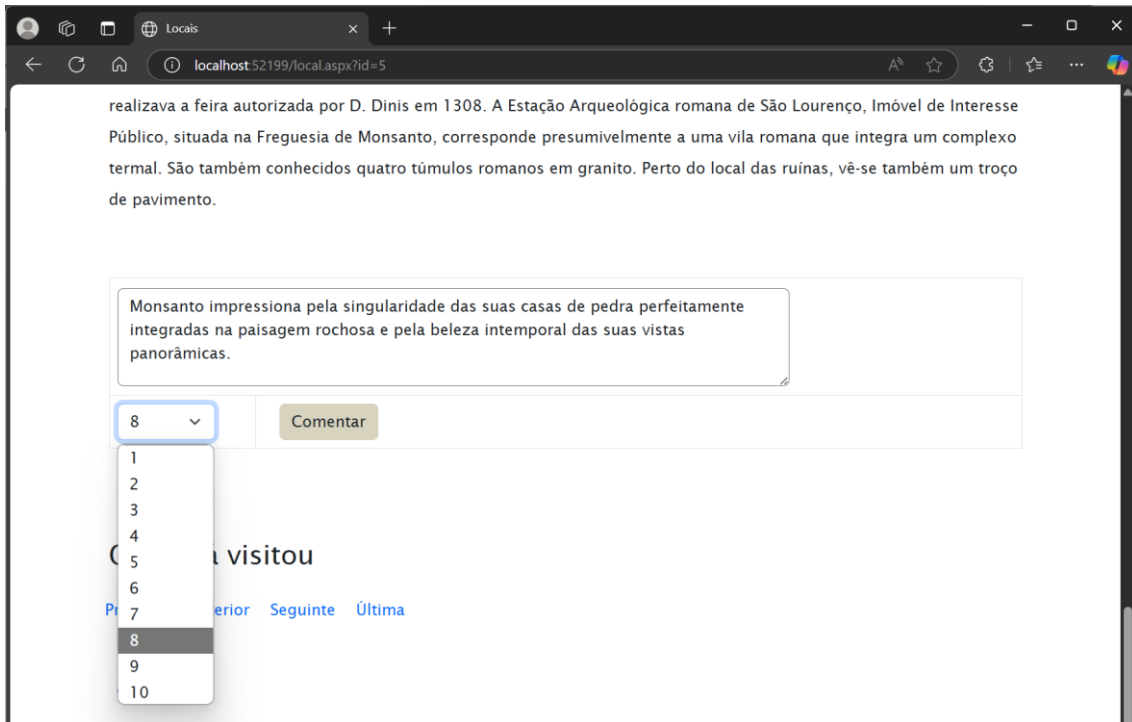 Locais
localhost:52199/local.aspx?id=5
realizava a feira autorizada por D. Dinis em 1308. A Estação Arqueológica romana de São Lourenço, Imóvel de Interesse
Público, situada na Freguesia de Monsanto, corresponde presumivelmente a uma vila romana que integra um complexo
termal. São também conhecidos quatro túmulos romanos em granito. Perto do local das ruínas, vê-se também um troço
de pavimento.
Monsanto impressiona pela singularidade das suas casas de pedra perfeitamente
integradas na paisagem rochosa e pela beleza intemporal das suas vistas
panorâmicas.
8 Comentar
1
2
3
4
5
6
7
8
9
10
visitou
Seguinte Última